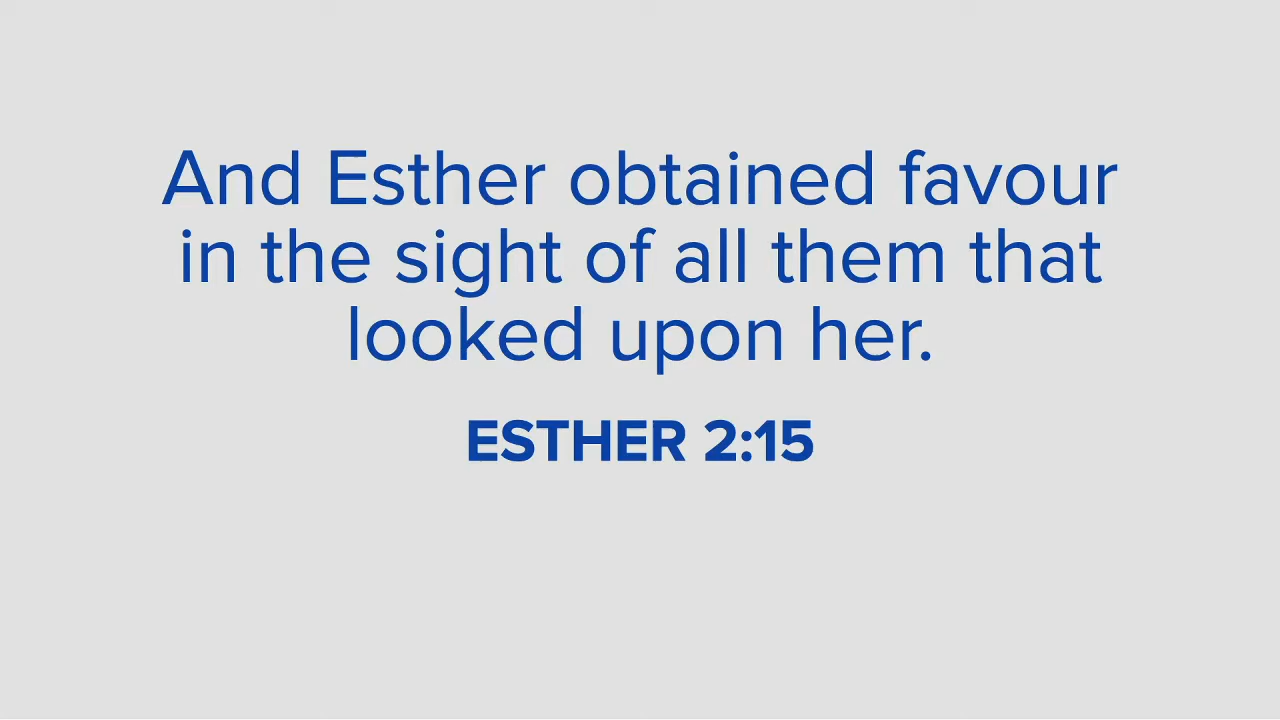 And Esther obtained favour
in the sight of all them that
looked upon her.
ESTHER 2:15